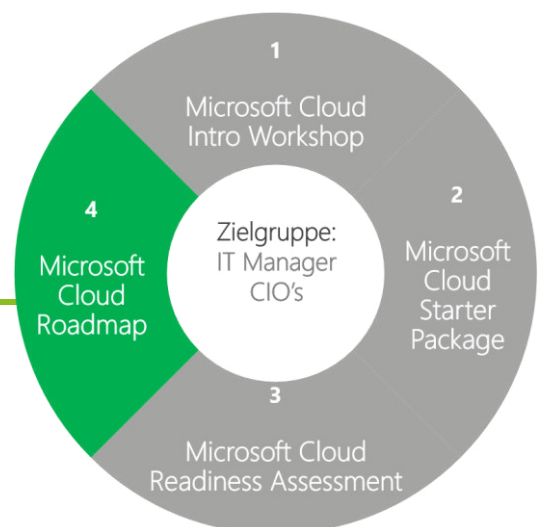 1
Microsoft Cloud
Intro Workshop
2
Microsoft
Cloud
Starter
Package
3
Microsoft Cloud
Readiness Assessment
4
Microsoft
Cloud
Roadmap
Zielgruppe:
IT Manager
CIO's